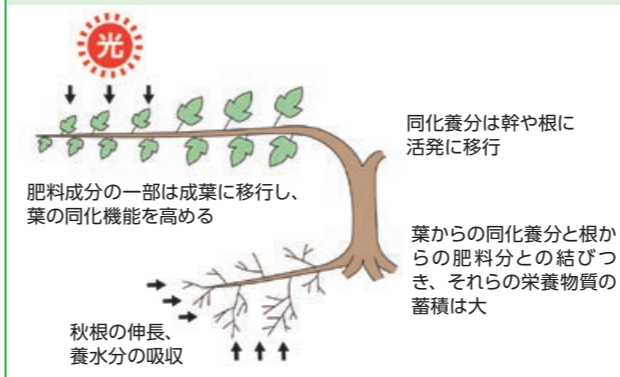 光
同化養分は幹や根に
活発に移行
肥料成分の一部は成葉に移行し、
葉の同化機能を高める
葉からの同化養分と根か
らの肥料分との結びつ
き、それらの栄養物質の
蓄積は大
秋根の伸長、
養水分の吸収